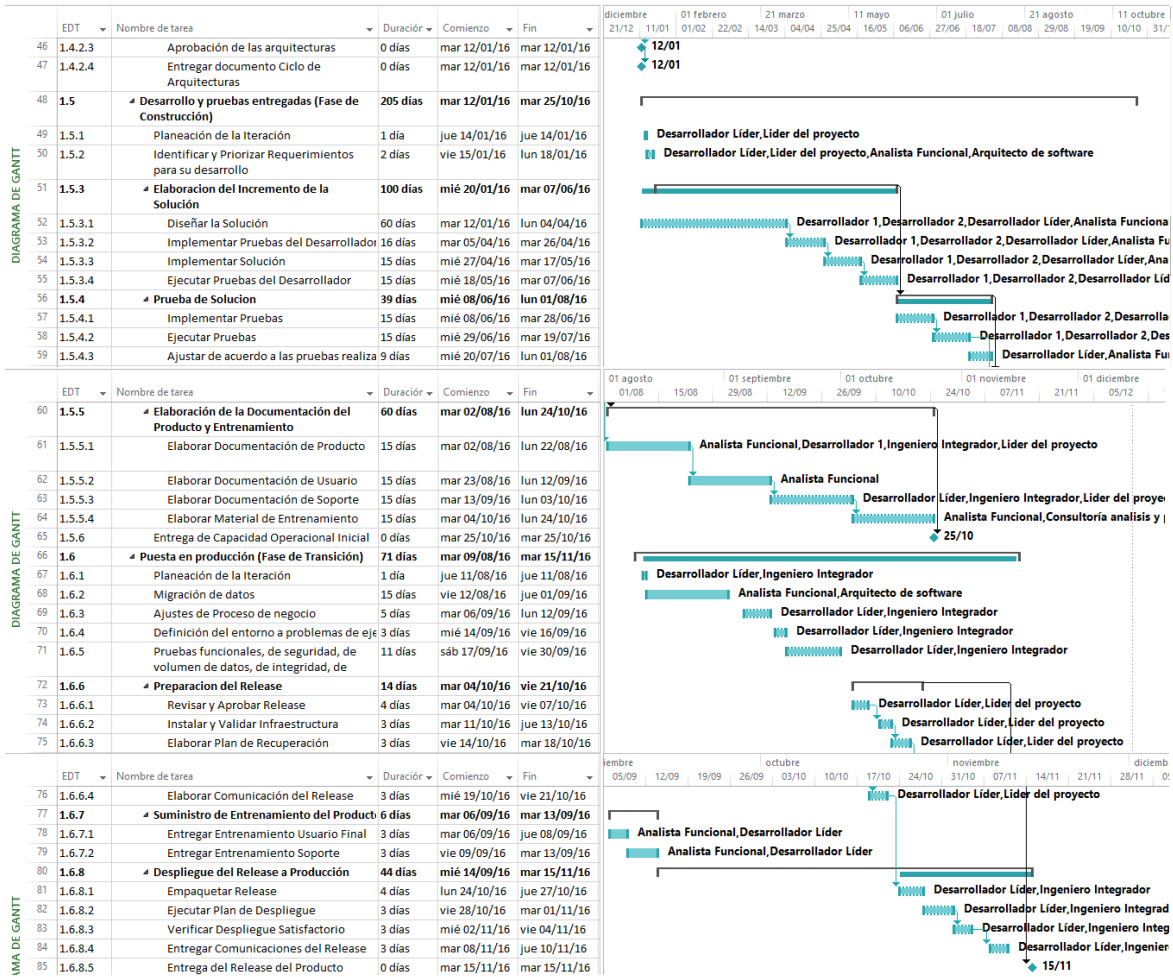 EDT Nombre de tarea Duración Comienzo Fin
diciembre 01 febrero 21 marzo 11 mayo 01 julio 21 agosto 11 octubre
21/12 11/01 01/02 22/02 14/03 04/04 25/04 16/05 06/06 27/06 18/07 08/08 29/08 19/09 10/10 31/1
DIAGRAMA DE GANTT
46 1.4.2.3 Aprobación de las arquitecturas 0 días mar 12/01/16 mar 12/01/16 12/01
47 1.4.2.4 Entregar documento Ciclo de 0 días mar 12/01/16 mar 12/01/16 12/01
Arquitecturas
48 1.5 Desarrollo y pruebas entregadas (Fase de 205 días mar 12/01/16 mar 25/10/16
Construcción)
49 1.5.1 Planeación de la Iteración 1 día jue 14/01/16 jue 14/01/16 Desarrollador Líder,Lider del proyecto
50 1.5.2 Identificar y Priorizar Requerimientos 2 días vie 15/01/16 lun 18/01/16 Desarrollador Líder,Lider del proyecto,Analista Funcional,Arquitecto de software
para su desarrollo
51 1.5.3 Elaboracion del Incremento de la 100 días mié 20/01/16 mar 07/06/16
Solución
52 1.5.3.1 Diseñar la Solución 60 días mar 12/01/16 lun 04/04/16 Desarrollador 1,Desarrollador 2,Desarrollador Líder,Analista Funciona
53 1.5.3.2 Implementar Pruebas del Desarrollador 16 días mar 05/04/16 mar 26/04/16 Desarrollador 1,Desarrollador 2,Desarrollador Líder,Analista Fu
54 1.5.3.3 Implementar Solución 15 días mié 27/04/16 mar 17/05/16 Desarrollador 1,Desarrollador 2,Desarrollador Líder,Ana
55 1.5.3.4 Ejecutar Pruebas del Desarrollador 15 días mié 18/05/16 mar 07/06/16 Desarrollador 1,Desarrollador 2,Desarrollador Líd
56 1.5.4 Prueba de Solucion 39 días mié 08/06/16 lun 01/08/16
57 1.5.4.1 Implementar Pruebas 15 días mié 08/06/16 mar 28/06/16 Desarrollador 1,Desarrollador 2,Desarrolla
58 1.5.4.2 Ejecutar Pruebas 15 días mié 29/06/16 mar 19/07/16 Desarrollador 1,Desarrollador 2,Des
59 1.5.4.3 Ajustar de acuerdo a las pruebas realiza 9 días mié 20/07/16 lun 01/08/16 Desarrollador Líder,Analista Fu
01 agosto 01 septiembre 01 octubre 01 noviembre 01 diciembre
01/08 15/08 29/08 12/09 26/09 10/10 24/10 07/11 21/11 05/12
DIAGRAMA DE GANTT
60 1.5.5 Elaboración de la Documentación del 60 días mar 02/08/16 lun 24/10/16
Producto y Entrenamiento
61 1.5.5.1 Elaborar Documentación de Producto 15 días mar 02/08/16 lun 22/08/16 Analista Funcional,Desarrollador 1,Ingeniero Integrador,Lider del proyecto
62 1.5.5.2 Elaborar Documentación de Usuario 15 días mar 23/08/16 lun 12/09/16 Analista Funcional
63 1.5.5.3 Elaborar Documentación de Soporte 15 días mar 13/09/16 lun 03/10/16 Desarrollador Líder,Ingeniero Integrador,Lider del proye
64 1.5.5.4 Elaborar Material de Entrenamiento 15 días mar 04/10/16 lun 24/10/16 Analista Funcional,Consultoría analisis y
65 1.5.6 Entrega de Capacidad Operacional Inicial 0 días mar 25/10/16 mar 25/10/16 25/10
66 1.6 Puesta en producción (Fase de Transición) 71 días mar 09/08/16 mar 15/11/16
67 1.6.1 Planeación de la Iteración 1 día jue 11/08/16 jue 11/08/16 Desarrollador Líder,Ingeniero Integrador
68 1.6.2 Migración de datos 15 días vie 12/08/16 jue 01/09/16 Analista Funcional,Arquitecto de software
69 1.6.3 Ajustes de Proceso de negocio 5 días mar 06/09/16 lun 12/09/16 Desarrollador Líder,Ingeniero Integrador
70 1.6.4 Definición del entorno a problemas de eje 3 días mié 14/09/16 vie 16/09/16 Desarrollador Líder,Ingeniero Integrador
71 1.6.5 Pruebas funcionales, de seguridad, de 11 días sáb 17/09/16 vie 30/09/16 Desarrollador Líder,Ingeniero Integrador
volumen de datos, de integridad, de
72 1.6.6 Preparacion del Release 14 días mar 04/10/16 vie 21/10/16
73 1.6.6.1 Revisar y Aprobar Release 4 días mar 04/10/16 vie 07/10/16 Desarrollador Líder,Lider del proyecto
74 1.6.6.2 Instalar y Validar Infraestructura 3 días mar 11/10/16 jue 13/10/16 Desarrollador Líder,Lider del proyecto
75 1.6.6.3 Elaborar Plan de Recuperación 3 días vie 14/10/16 mar 18/10/16 Desarrollador Líder,Lider del proyecto
EDT Nombre de tarea Duración Comienzo Fin
iembre octubre noviembre diciemb
05/09 12/09 19/09 26/09 03/10 10/10 17/10 24/10 31/10 07/11 14/11 21/11 28/11 05
MA DE GANTT
76 1.6.6.4 Elaborar Comunicación del Release 3 días mié 19/10/16 vie 21/10/16 Desarrollador Líder,Lider del proyecto
77 1.6.7 Suministro de Entrenamiento del Product 6 días mar 06/09/16 mar 13/09/16
78 1.6.7.1 Entregar Entrenamiento Usuario Final 3 días mar 06/09/16 jue 08/09/16 Analista Funcional,Desarrollador Líder
79 1.6.7.2 Entregar Entrenamiento Soporte 3 días vie 09/09/16 mar 13/09/16 Analista Funcional,Desarrollador Líder
80 1.6.8 Despliegue del Release a Producción 44 días mié 14/09/16 mar 15/11/16
81 1.6.8.1 Empaquetar Release 4 días lun 24/10/16 jue 27/10/16 Desarrollador Líder,Ingeniero Integrador
82 1.6.8.2 Ejecutar Plan de Despliegue 3 días vie 28/10/16 mar 01/11/16 Desarrollador Líder,Ingeniero Integrad
83 1.6.8.3 Verificar Despliegue Satisfactorio 3 días mié 02/11/16 vie 04/11/16 Desarrollador Líder,Ingeniero Integ
84 1.6.8.4 Entregar Comunicaciones del Release 3 días mar 08/11/16 jue 10/11/16 Desarrollador Líder,Ingenier
85 1.6.8.5 Entrega del Release del Producto 0 días mar 15/11/16 mar 15/11/16 15/11